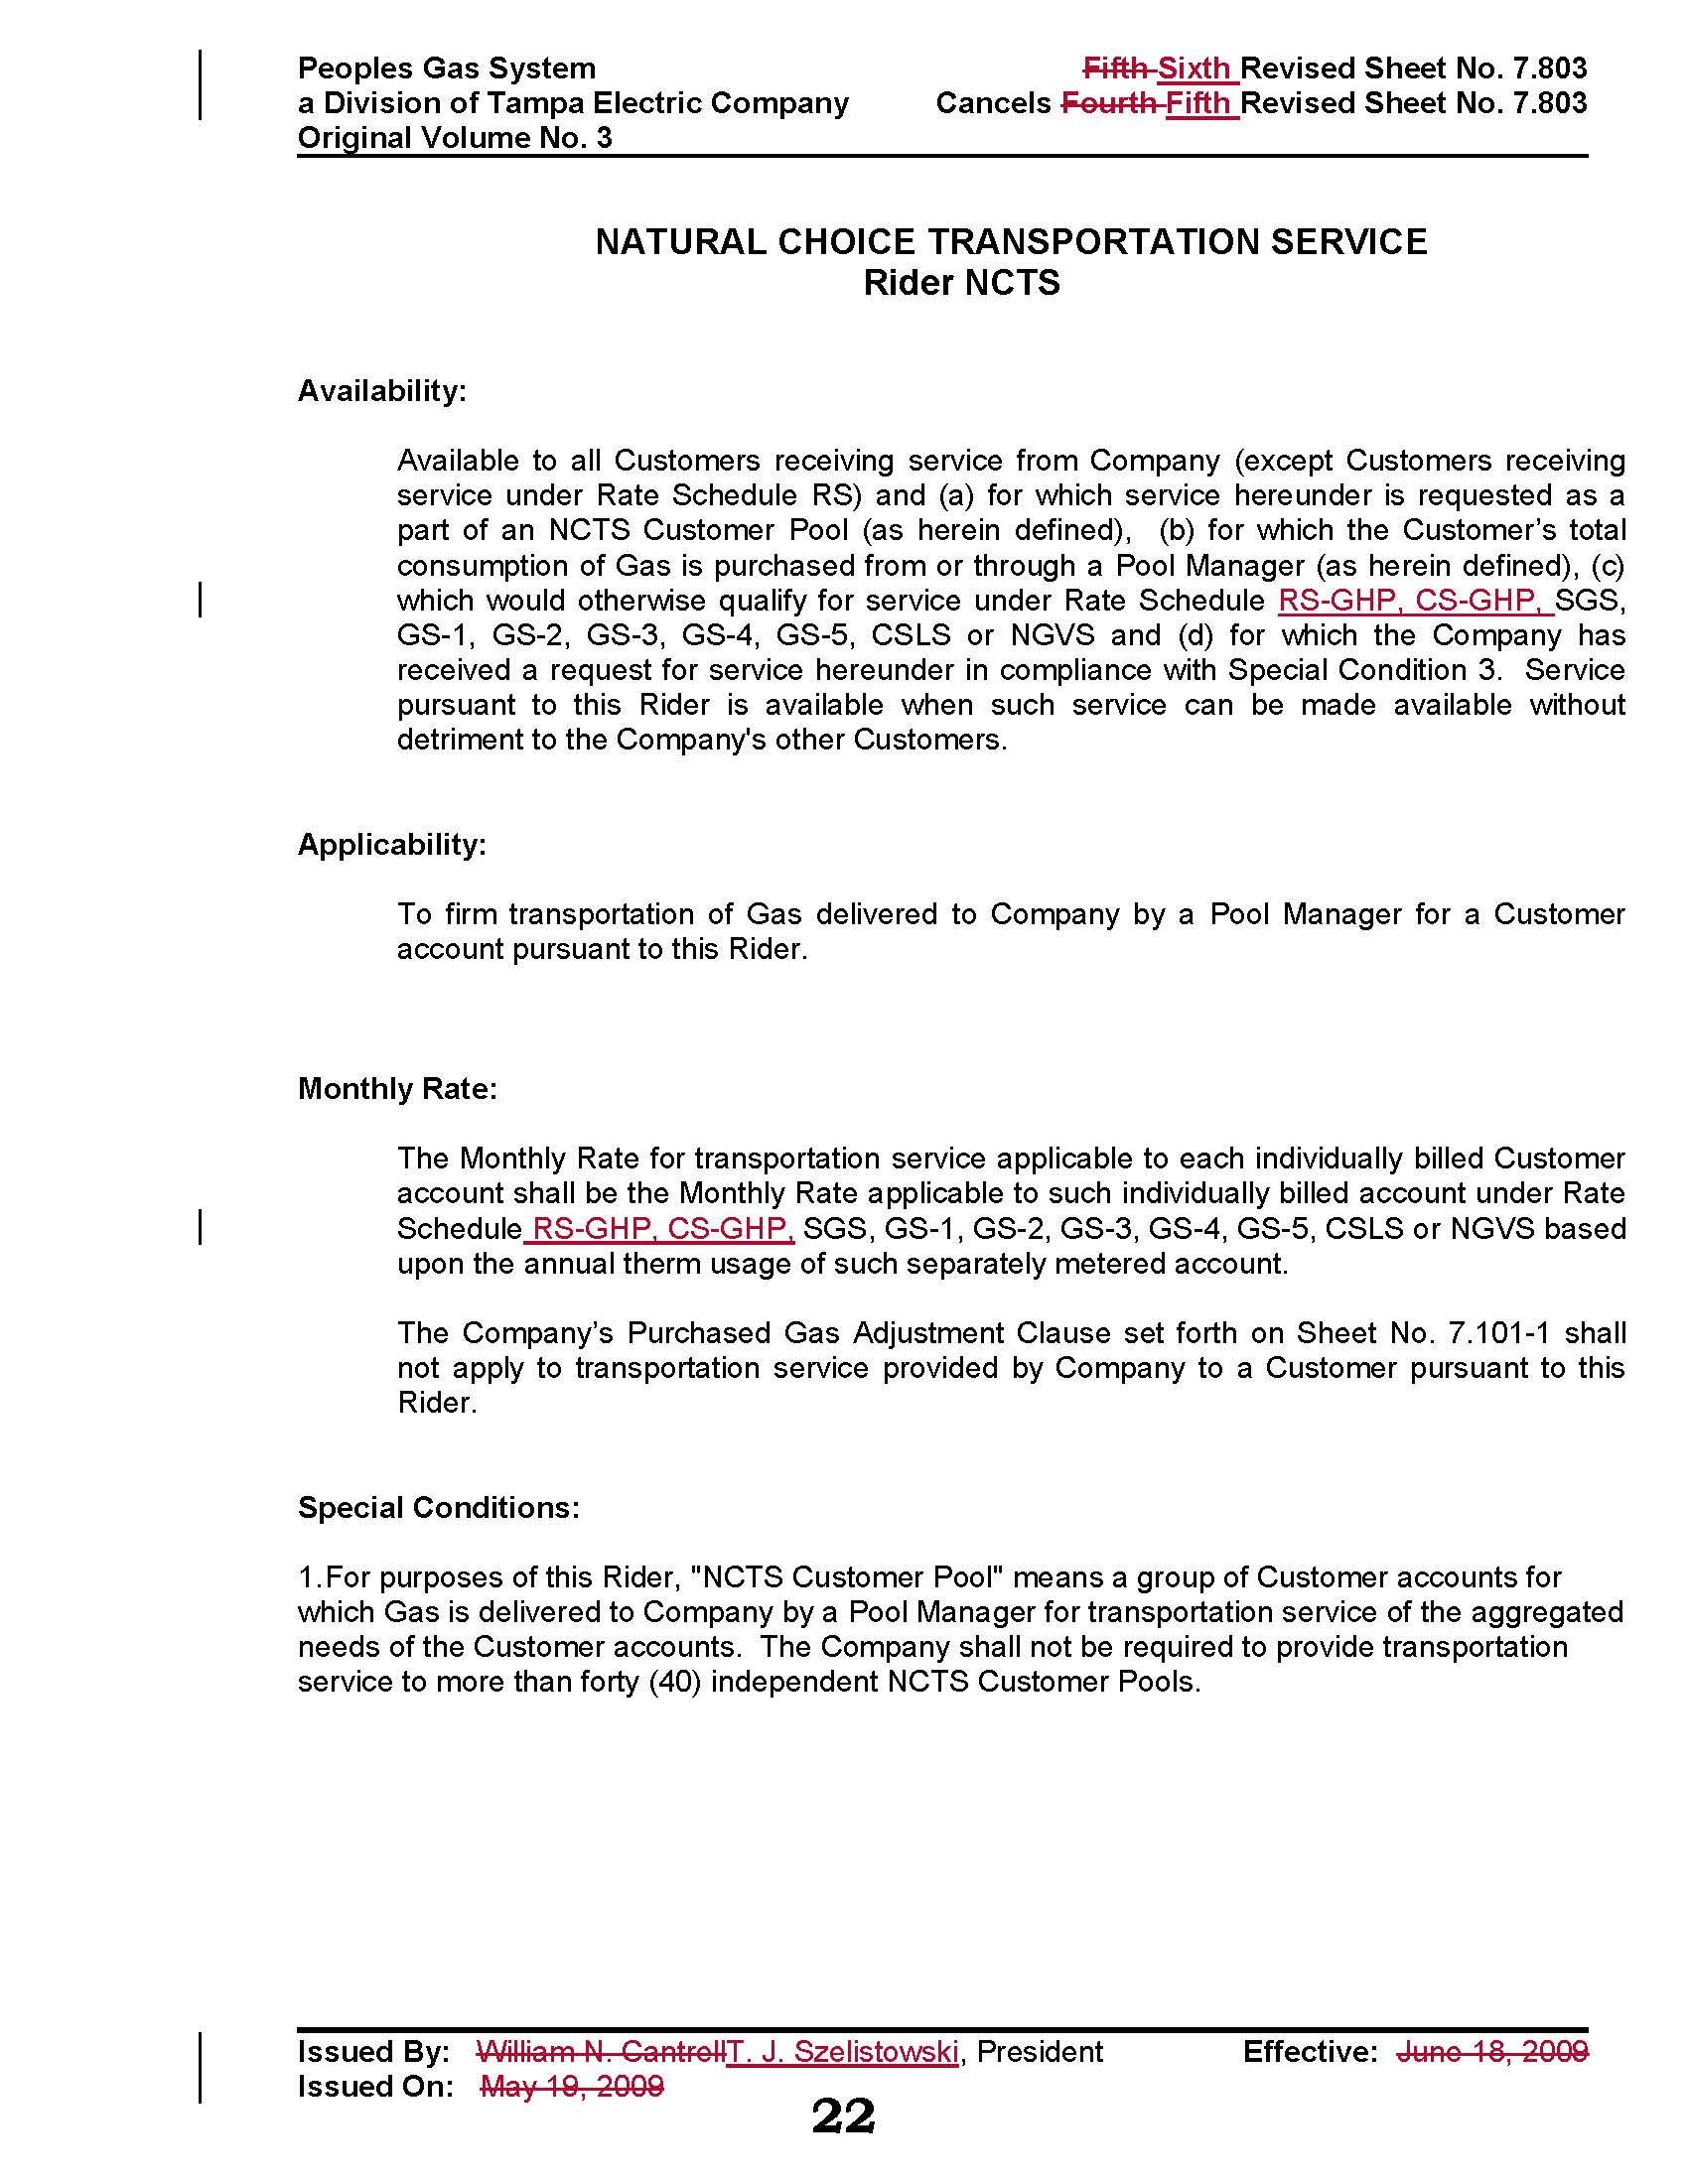 Peoples Gas System
a Division of Tampa Electric Company
Original Volume No. 3
Fifth Sixth Revised Sheet No. 7.803
Cancels Fourth Fifth Revised Sheet No. 7.803
NATURAL CHOICE TRANSPORTATION SERVICE
Rider NCTS
Availability:
Available to all Customers receiving service from Company (except Customers receiving
service under Rate Schedule RS) and (a) for which service hereunder is requested as a
part of an NCTS Customer Pool (as herein defined),  (b) for which the Customer’s total
consumption of Gas is purchased from or through a Pool Manager (as herein defined), (c)
which would otherwise qualify for service under Rate Schedule RS-GHP, CS-GHP, SGS,
GS-1, GS-2, GS-3, GS-4, GS-5, CSLS or NGVS and (d) for which the Company has
received a request for service hereunder in compliance with Special Condition 3.  Service
pursuant to this Rider is available when such service can be made available without
detriment to the Company's other Customers.
Applicability:
To firm transportation of Gas delivered to Company by a Pool Manager for a Customer
account pursuant to this Rider.
Monthly Rate:
The Monthly Rate for transportation service applicable to each individually billed Customer
account shall be the Monthly Rate applicable to such individually billed account under Rate
Schedule RS-GHP, CS-GHP, SGS, GS-1, GS-2, GS-3, GS-4, GS-5, CSLS or NGVS based
upon the annual therm usage of such separately metered account.
The Company’s Purchased Gas Adjustment Clause set forth on Sheet No. 7.101-1 shall
not apply to transportation service provided by Company to a Customer pursuant to this
Rider.
Special Conditions:
1.For purposes of this Rider, "NCTS Customer Pool" means a group of Customer accounts for
which Gas is delivered to Company by a Pool Manager for transportation service of the aggregated
needs of the Customer accounts.  The Company shall not be required to provide transportation
service to more than forty (40) independent NCTS Customer Pools.
Issued By: William N. CantrellT. J. Szelistowski, President
Effective: June 18, 2009
Issued On: May 19, 2009
22